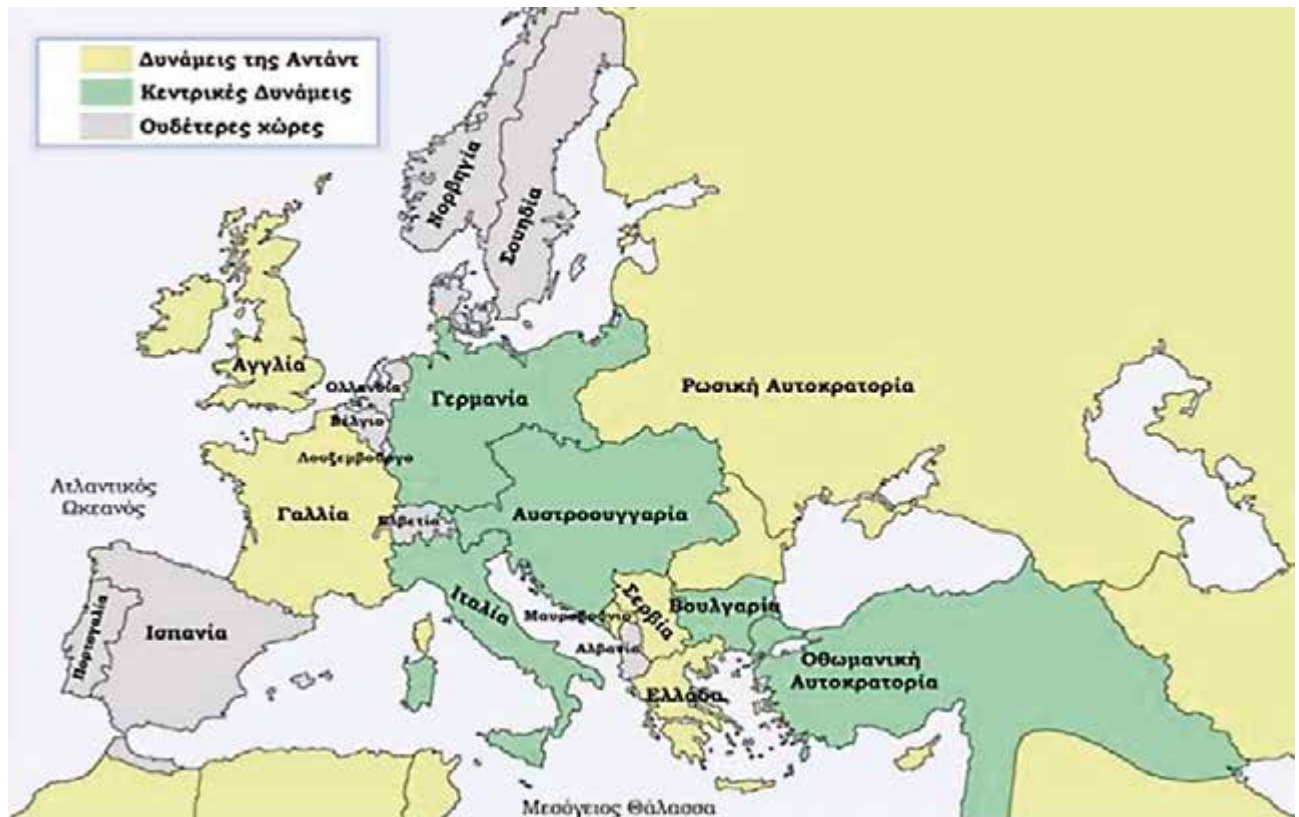 Δυνάμεις της Αντάντ
Κεντρικές Δυνάμεις
Ουδέτερες χώρες
Νορβηγία
Σουηδία
Αγγλία
Ολλανδία
Βέλγιο
Λουξεμβούργο
Γερμανία
Ρωσική Αυτοκρατορία
Ατλαντικός
Ωκεανός
Γαλλία
Ελβετία
Αυστροουγγαρία
Πορτογαλία
Ισπανία
Ιταλία
Μαυροβούνιο
Σερβία
Βουλγαρία
Αλβανία
Ελλάδα
Οθωμανική
Αυτοκρατορία
Μεσόγειος Θάλασσα